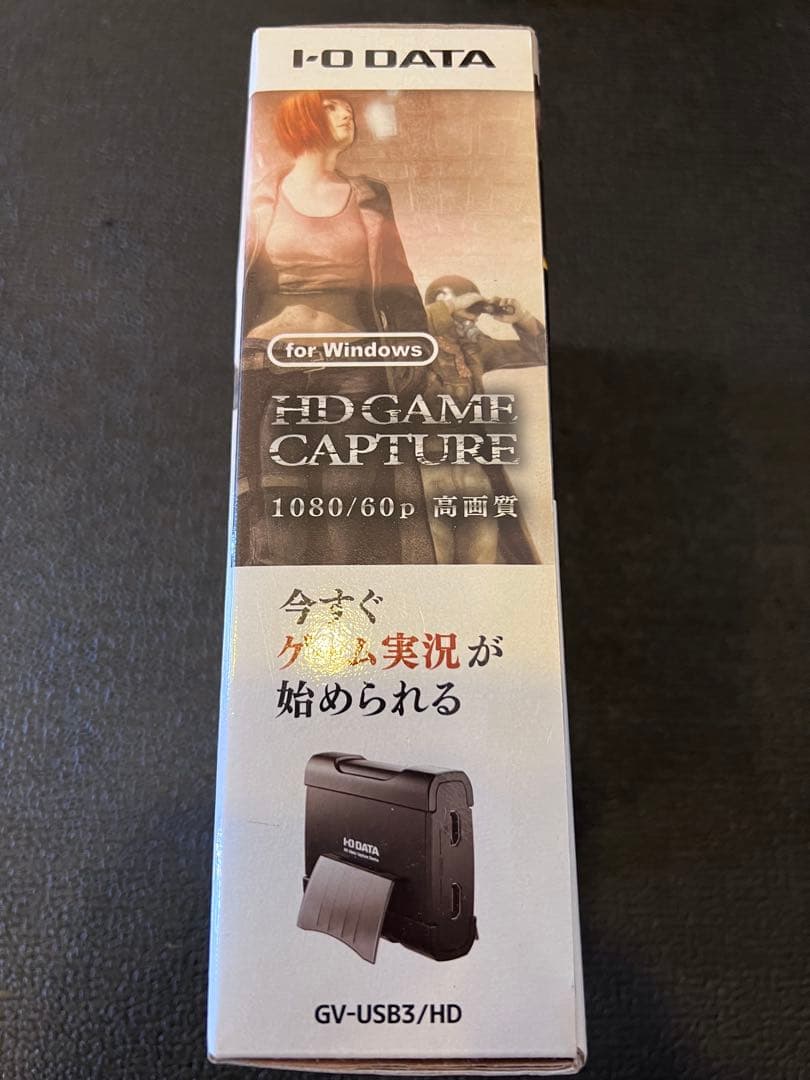 I-O DATA
for Windows
HD GAME
CAPTURE
1080/60p 高画質
今すぐ
ゲーム実況が
始められる
I-O DATA
GV-USB3/HD